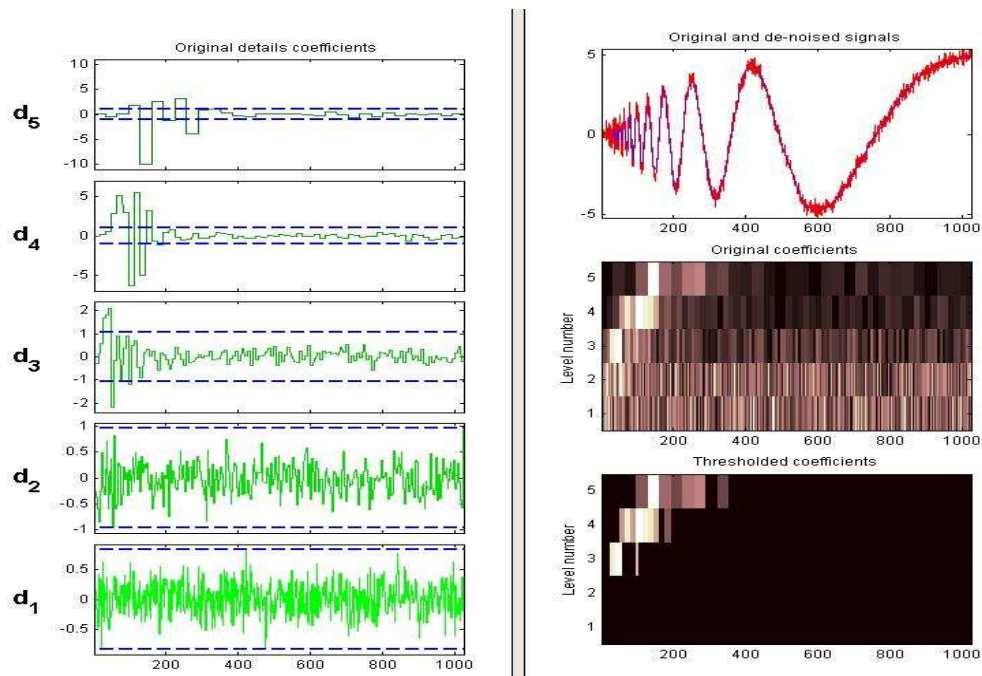 Original details coefficients
d5
10
5
0
-5
-10
d4
5
0
-5
d3
2
1
0
-1
-2
d2
1
0.5
0
-0.5
-1
d1
0.5
0
-0.5
200 400 600 800 1000
Original and de-noised signals
5
0
-5
200 400 600 800 1000
Original coefficients
Level number
5
4
3
2
1
200 400 600 800 1000
Thresholded coefficients
Level number
5
4
3
2
1
200 400 600 800 1000